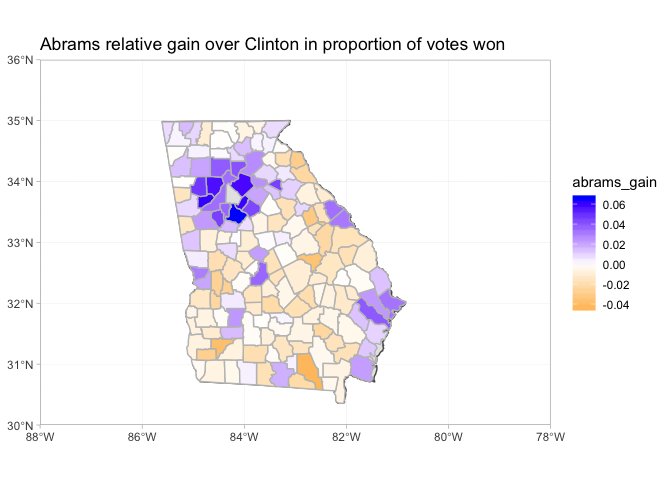 Abrams relative gain over Clinton in proportion of votes won
36°N
35°N
34°N
33°N
32°N
31°N
30°N
88°W
86°W
84°W
82°W
80°W
78°W
abrams_gain
0.06
0.04
0.02
0.00
-0.02
-0.04